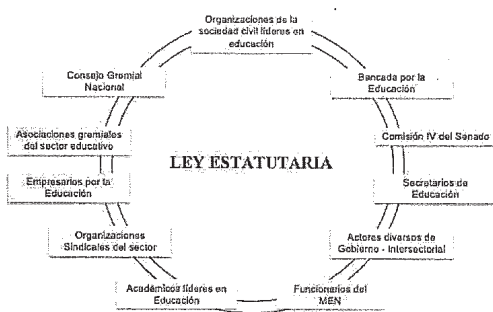 Organizaciones de la
sociedad civil líderes en
educación
Consejo Gremial
Nacional
Bancada por la
Educación
Asociaciones gremiales
del sector educativo
Comisión IV del Senado
LEY ESTATUTARIA
Empresarios por la
Educación
Secretarios de
Educación
Organizaciones
Sindicales del sector
Actores diversos de
Gobierno - Intersectorial
Académicos líderes en
Educación
Funcionarios del
MEN